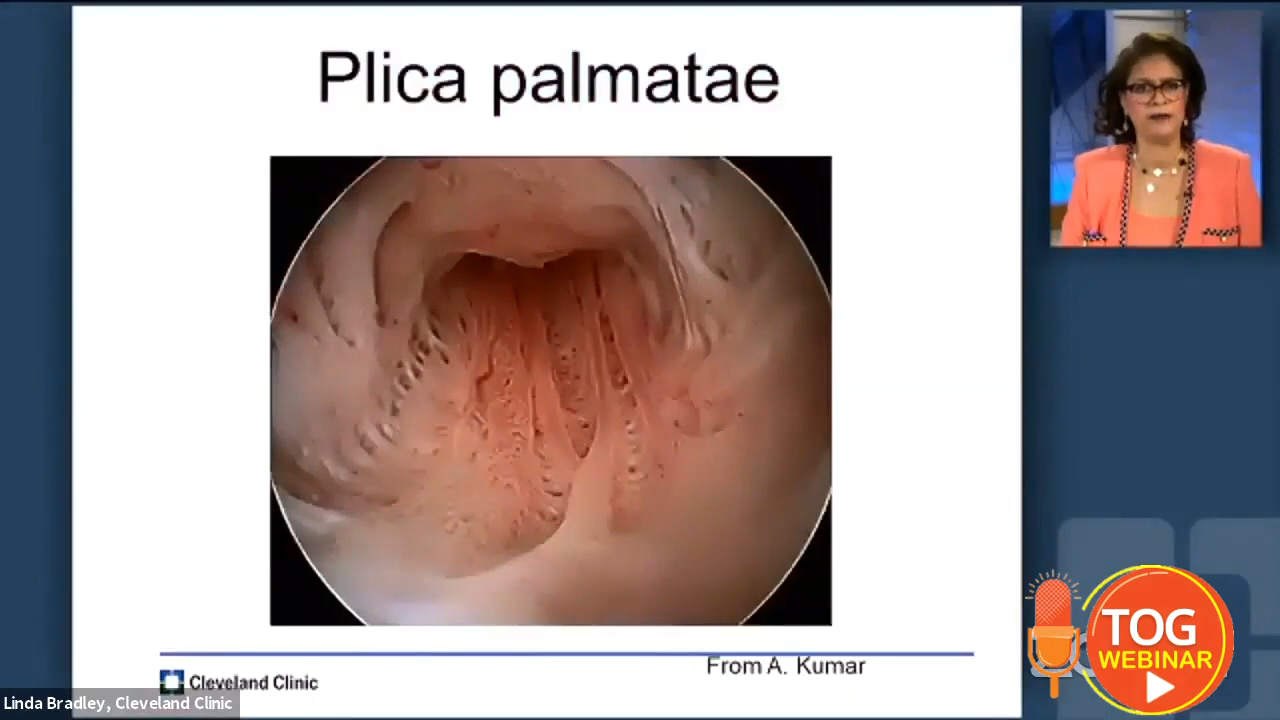 Plica palmatae
From A. Kumar
Cleveland Clinic
Linda Bradley, Cleveland Clinic
TOG
WEBINAR